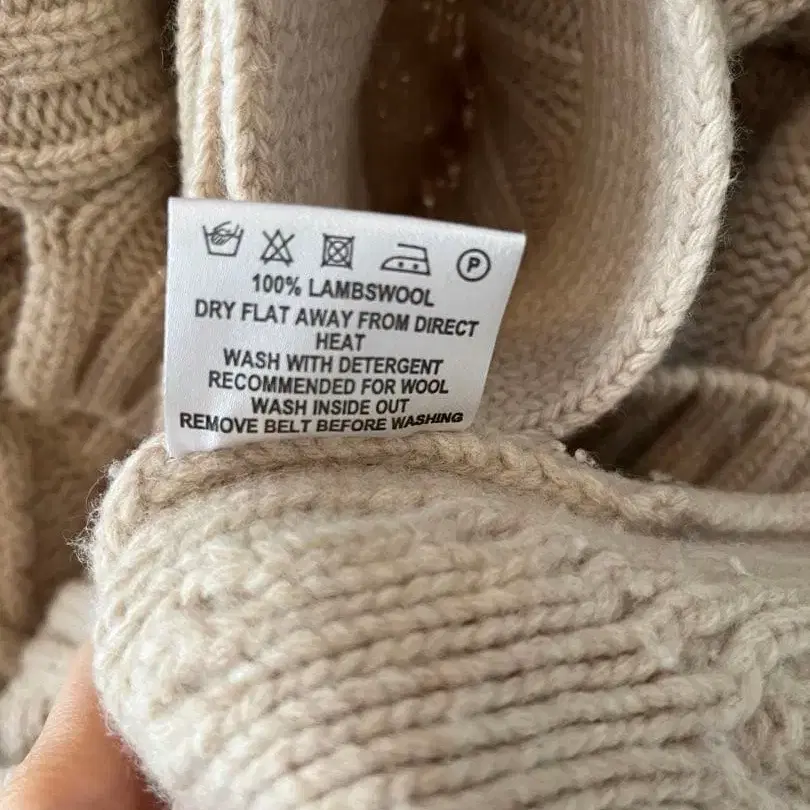 P
100% LAMBSWOOL
DRY FLAT AWAY FROM DIRECT
HEAT
WASH WITH DETERGENT
RECOMMENDED FOR WOOL
WASH INSIDE OUT
REMOVE BELT BEFORE WASHING